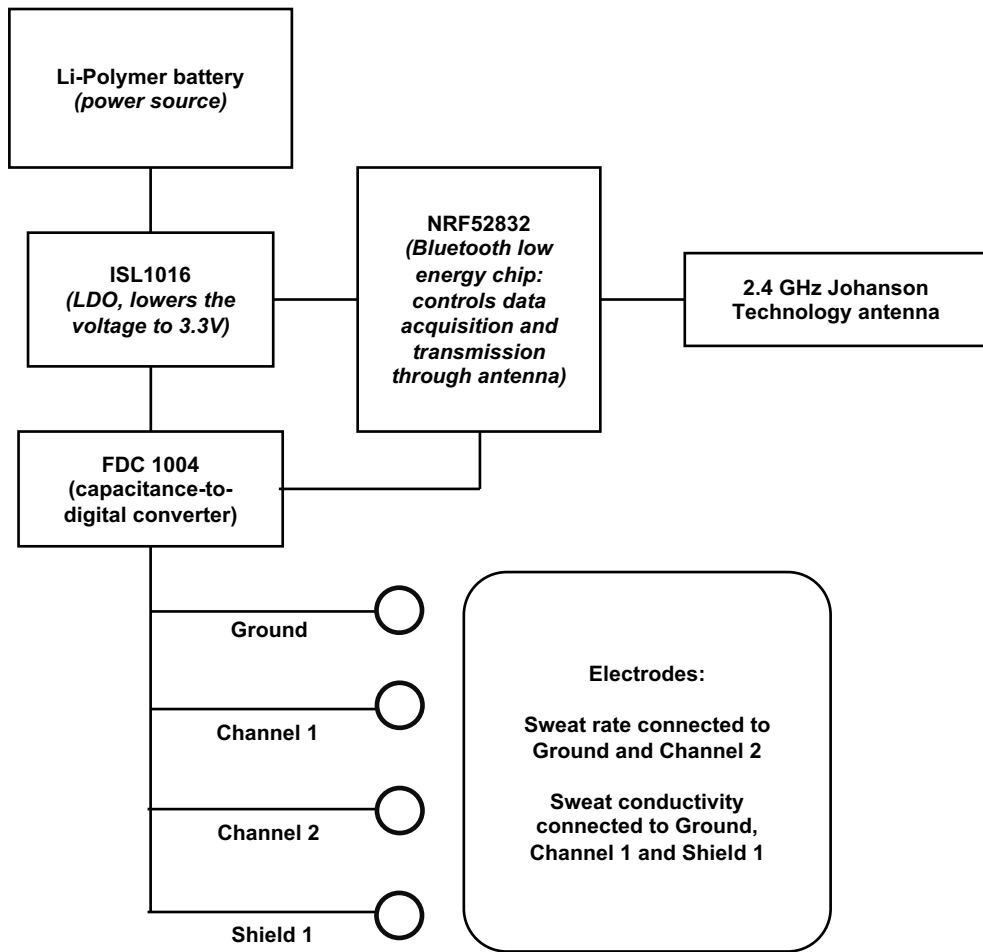 Li-Polymer battery
(power source)
NRF52832
(Bluetooth low
energy chip:
controls data
acquisition and
transmission
through antenna)
ISL1016
(LDO, lowers the
voltage to 3.3V)
2.4 GHz Johanson
Technology antenna
FDC 1004
(capacitance-to-
digital converter)
Ground
Channel 1
Channel 2
Shield 1
Electrodes:
Sweat rate connected to
Ground and Channel 2
Sweat conductivity
connected to Ground,
Channel 1 and Shield 1